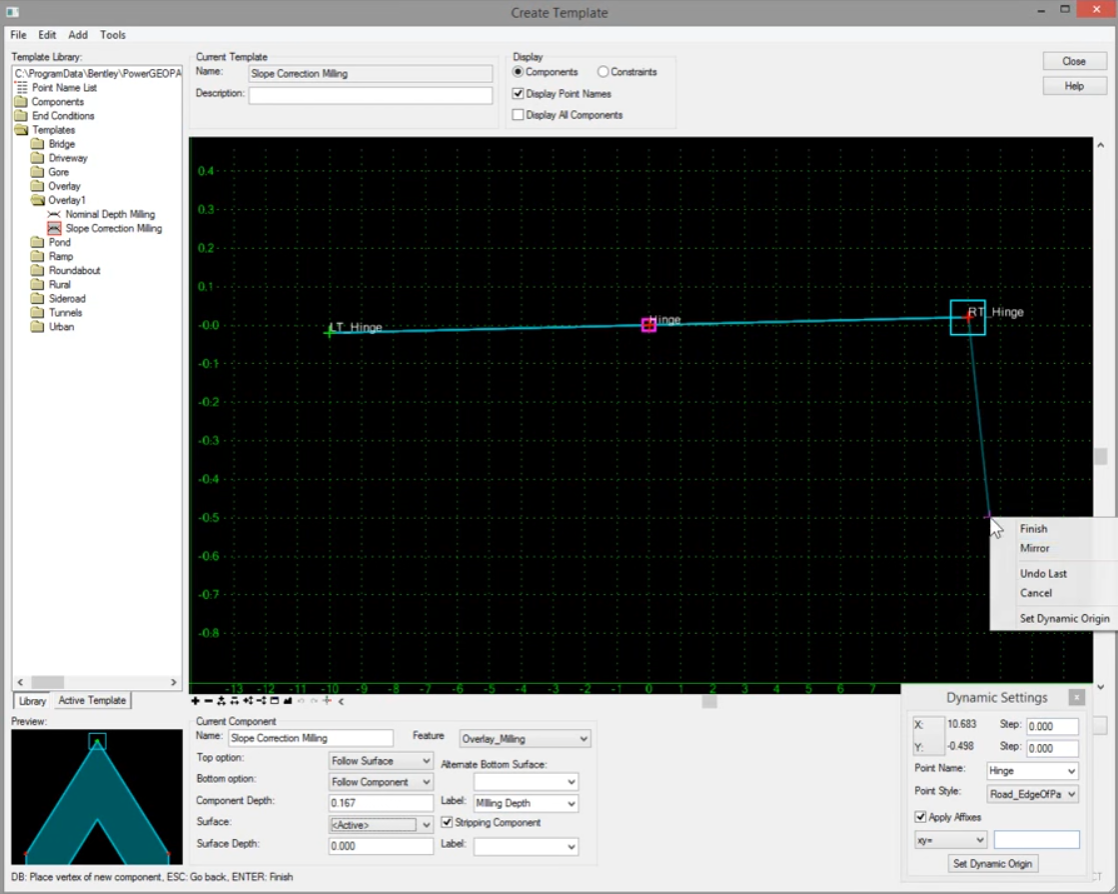 Create Template
File Edit Add Tools
Template Library:
C:\ProgramData\Bentley\PowerGEOPA
Point Name List
Components
End Conditions
Templates
Bridge
Driveway
Gore
Overlay
Overlay1
Nominal Depth Milling
Slope Correction Milling
Pond
Ramp
Roundabout
Rural
Sideroad
Tunnels
Urban
Library Active Template
Preview:
Current Template
Name: Slope Correction Milling
Description:
Display
Components Constraints
Display Point Names
Display All Components
Close
Help
0.4
0.3
0.2
0.1
-0.0
-0.1
-0.2
-0.3
-0.4
-0.5
-0.6
-0.7
-0.8
LT_Hinge
Hinge
RT_Hinge
-13 -12 -11 -10 -9 -8 -7 -6 -5 -4 -3 -2 -1 0 1 2 3 4 5 6 7
Finish
Mirror
Undo Last
Cancel
Set Dynamic Origin
Current Component
Name: Slope Correction Milling Feature Overlay_Milling
Top option: Follow Surface Alternate Bottom Surface:
Bottom option: Follow Component
Component Depth: 0.167 Label: Milling Depth
Surface: <Active> Stripping Component
Surface Depth: 0.000 Label:
Dynamic Settings
X: 10.683 Step: 0.000
Y: -0.498 Step: 0.000
Point Name: Hinge
Point Style: Road_EdgeOfPa
Apply Affixes
xy=
Set Dynamic Origin
DB: Place vertex of new component, ESC: Go back, ENTER: Finish